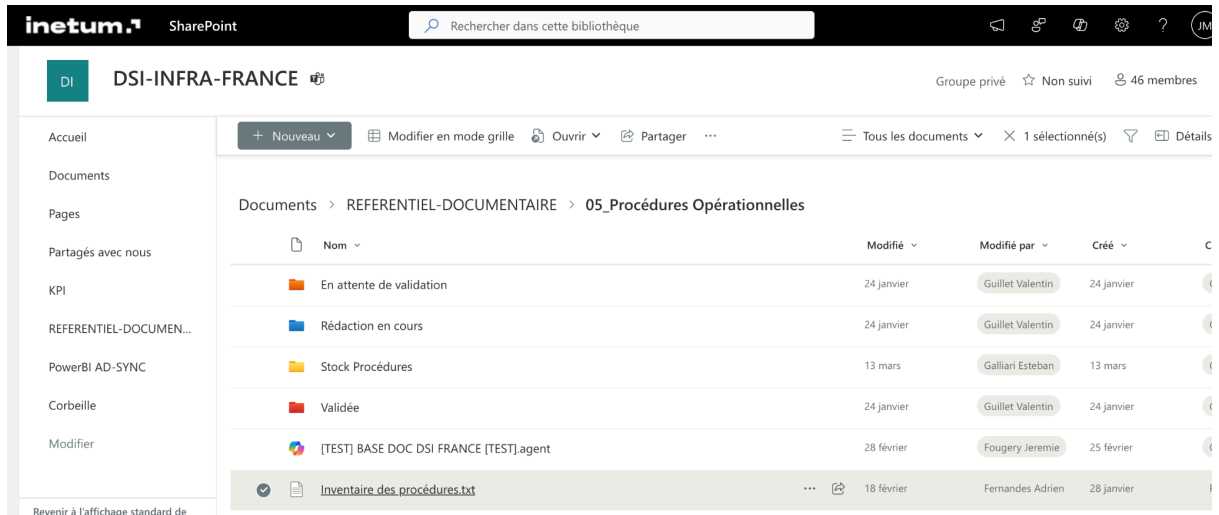 inetum. SharePoint Rechercher dans cette bibliothèque ? JM
DI DSI-INFRA-FRANCE Groupe privé Non suivi 46 membres
Accueil + Nouveau Modifier en mode grille Ouvrir Partager ... Tous les documents 1 sélectionné(s) Détails
Documents
Pages Documents > REFERENTIEL-DOCUMENTAIRE > 05_Procédures Opérationnelles
Partagés avec nous Nom Modifié Modifié par Créé
KPI En attente de validation 24 janvier Guillet Valentin 24 janvier
REFERENTIEL-DOCUMEN... Rédaction en cours 24 janvier Guillet Valentin 24 janvier
PowerBI AD-SYNC Stock Procédures 13 mars Galliari Esteban 13 mars
Corbeille Validée 24 janvier Guillet Valentin 24 janvier
Modifier [TEST] BASE DOC DSI FRANCE [TEST].agent 28 février Fougery Jeremie 25 février
Inventaire des procédures.txt ... 18 février Fernandes Adrien 28 janvier
Revenir à l'affichage standard de